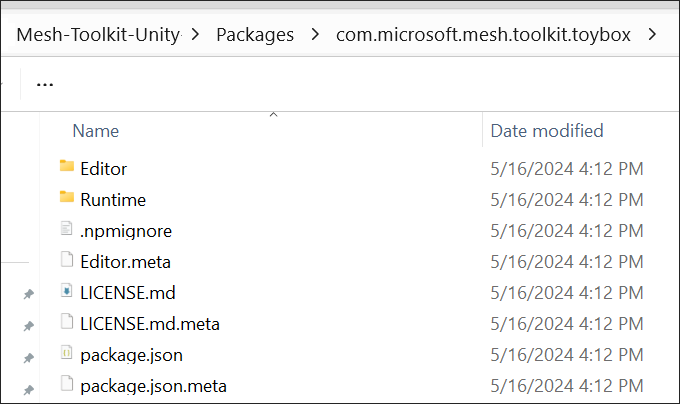 Mesh-Toolkit-Unity > Packages > com.microsoft.mesh.toolkit.toybox >
...
Name Date modified
Editor 5/16/2024 4:12 PM
Runtime 5/16/2024 4:12 PM
.npmignore 5/16/2024 4:12 PM
Editor.meta 5/16/2024 4:12 PM
LICENSE.md 5/16/2024 4:12 PM
LICENSE.md.meta 5/16/2024 4:12 PM
package.json 5/16/2024 4:12 PM
package.json.meta 5/16/2024 4:12 PM